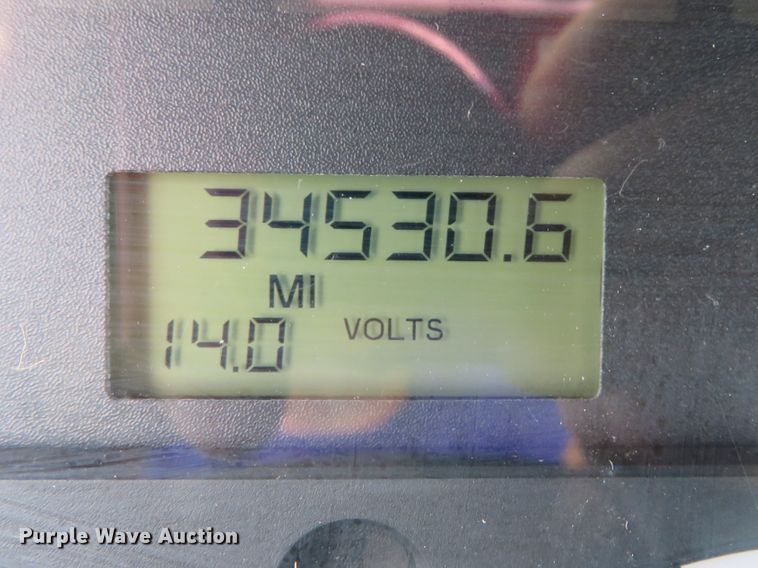 34530.6
MI
14.0 VOLTS
Purple Wave Auction®